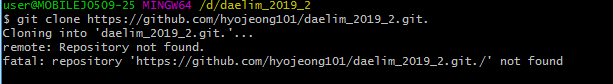 user@MOBILEJO509-25 MINGW64 /d/daelim_2019_2
$ git clone https://github.com/hyojeong101/daelim_2019_2.git.
Cloning into 'daelim_2019_2.git.'...
remote: Repository not found.
fatal: repository 'https://github.com/hyojeong101/daelim_2019_2.git./' not found